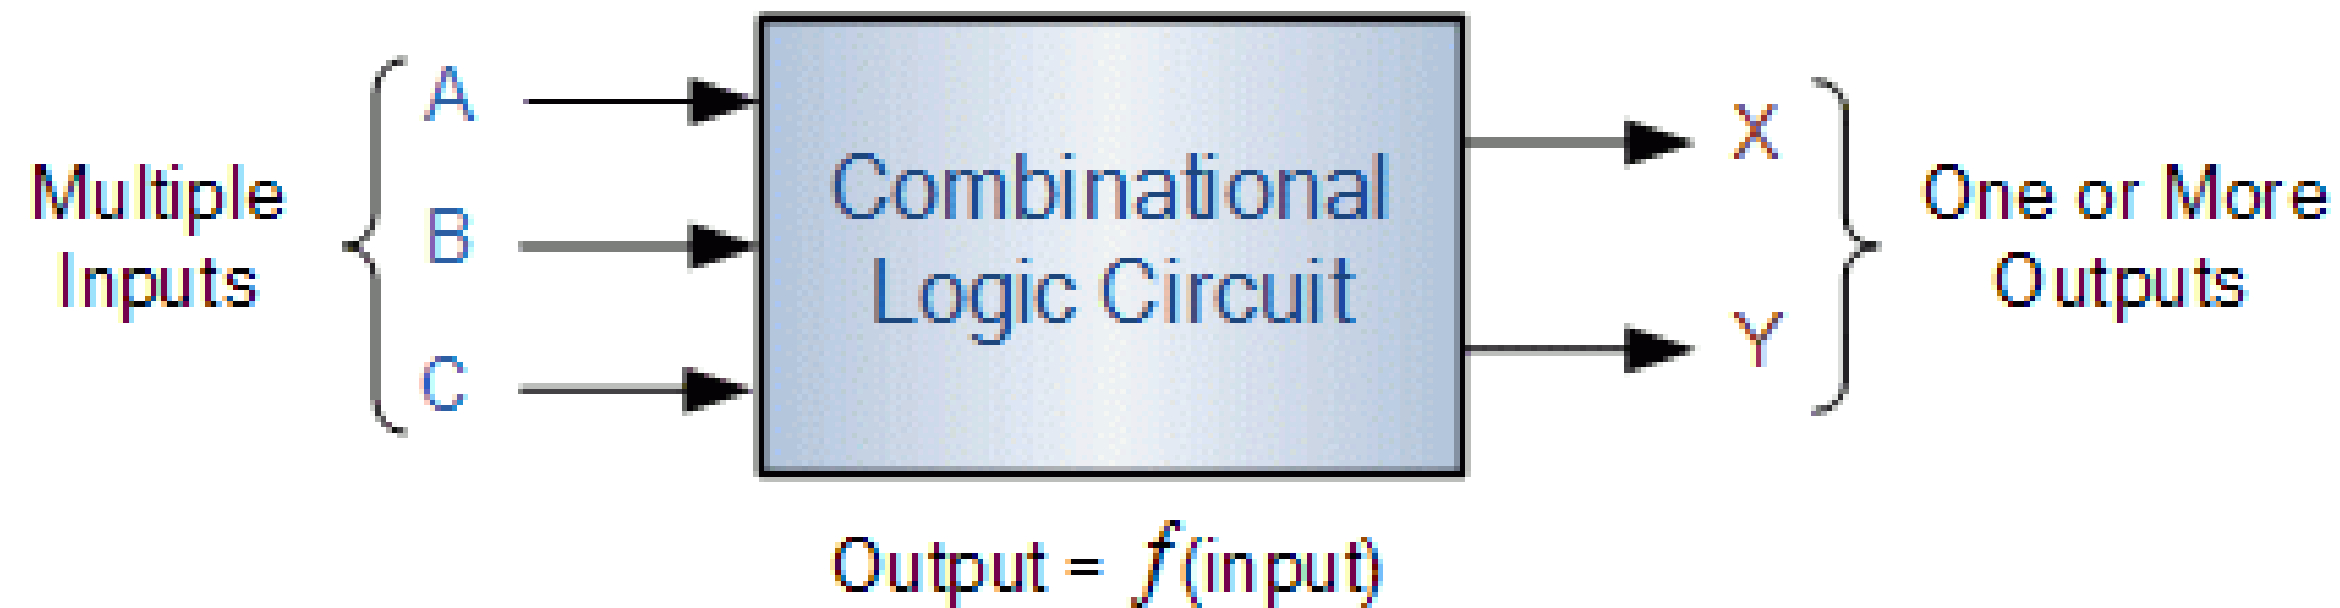 Multiple
Inputs
A
B
C
Combinational
Logic Circuit
X
Y
One or More
Outputs
Output = f(input)